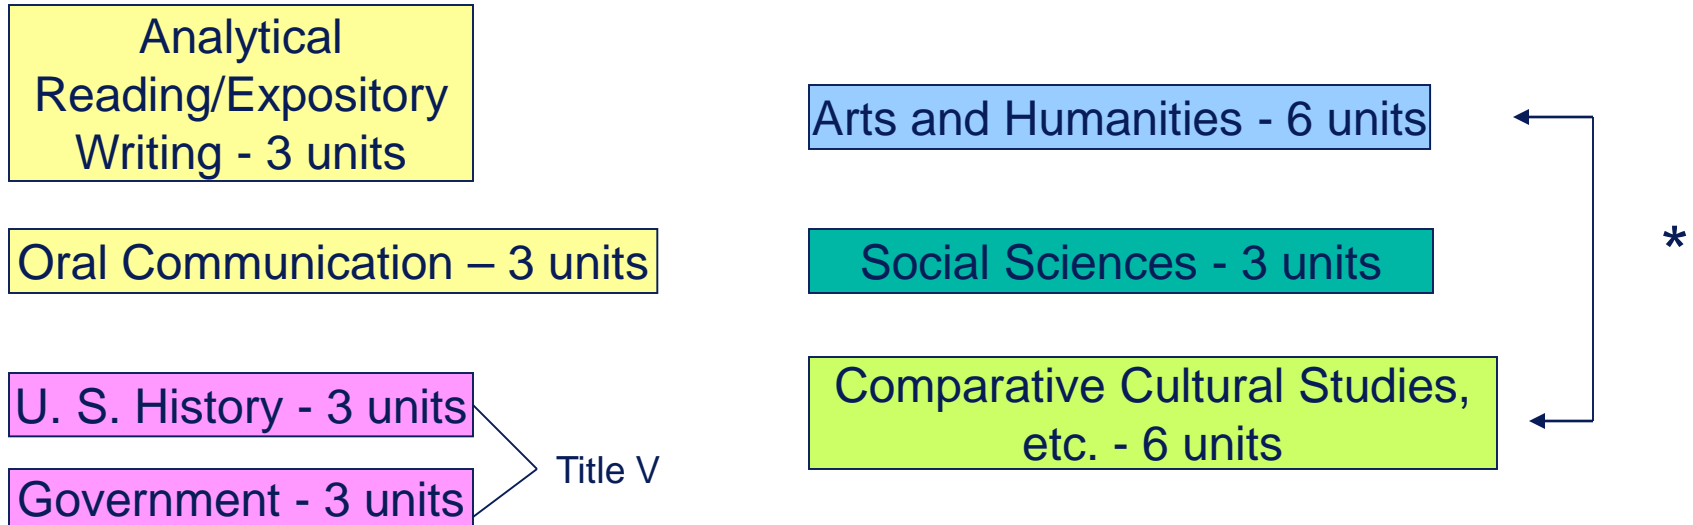 Analytical
Reading/Expository
Writing - 3 units
Oral Communication – 3 units
U. S. History - 3 units
Government - 3 units
Title V
Arts and Humanities - 6 units
Social Sciences - 3 units
Comparative Cultural Studies,
etc. - 6 units
*